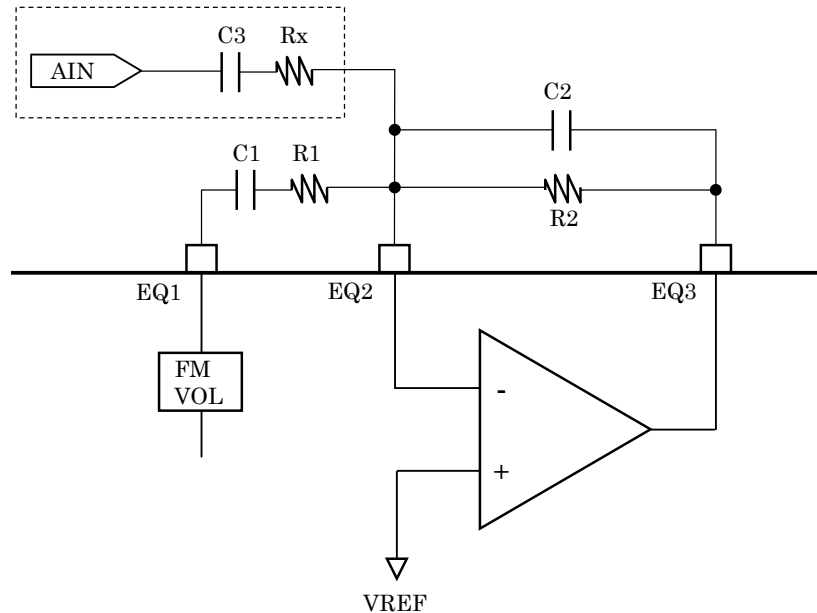 C3
Rx
AIN
C2
C1
R1
R2
EQ1
EQ2
EQ3
FM
VOL
-
+
VREF